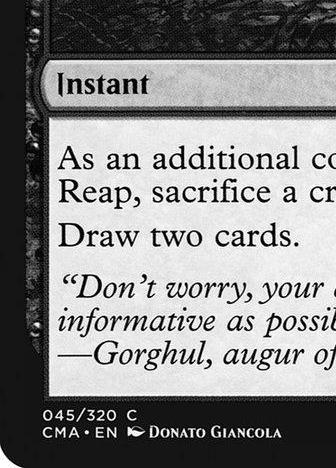 Instant
As an additional co
Reap, sacrifice a cr
Draw two cards.
“Don’t worry, your
informative as possib
—Gorghul, augur of
045/320 C
CMA • EN Donato Giancola